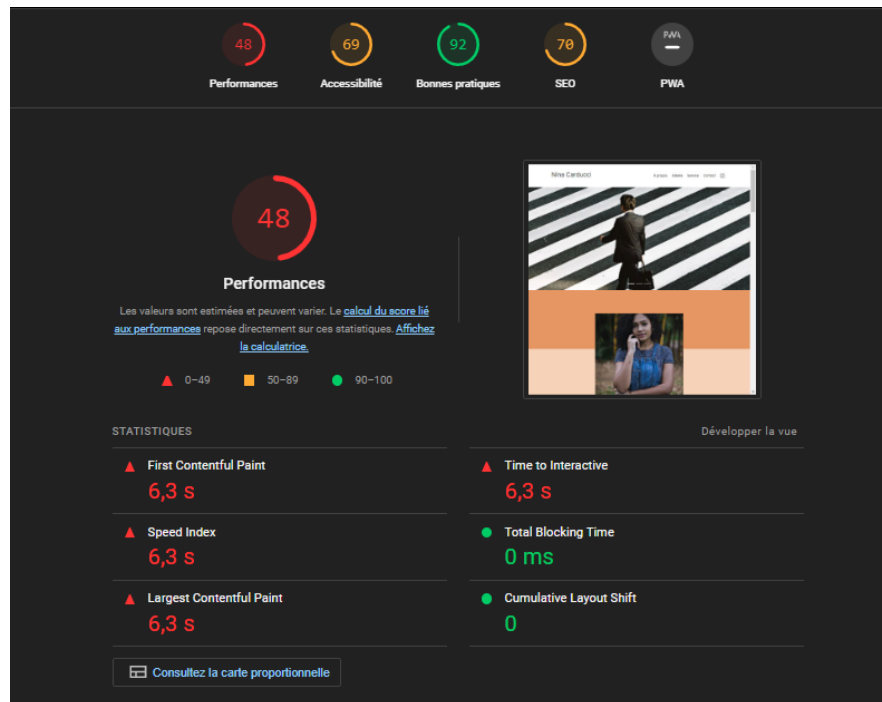 48
69
92
70
PWA
Performances
Accessibilité
Bonnes pratiques
SEO
PWA
48
Performances
Les valeurs sont estimées et peuvent varier. Le calcul du score lié
aux performances repose directement sur ces statistiques. Affichez
la calculatrice.
0–49
50–89
90–100
Nina Carducci
STATISTIQUES
Développer la vue
First Contentful Paint
6,3 s
Time to Interactive
6,3 s
Speed Index
6,3 s
Total Blocking Time
0 ms
Largest Contentful Paint
6,3 s
Cumulative Layout Shift
0
Consultez la carte proportionnelle